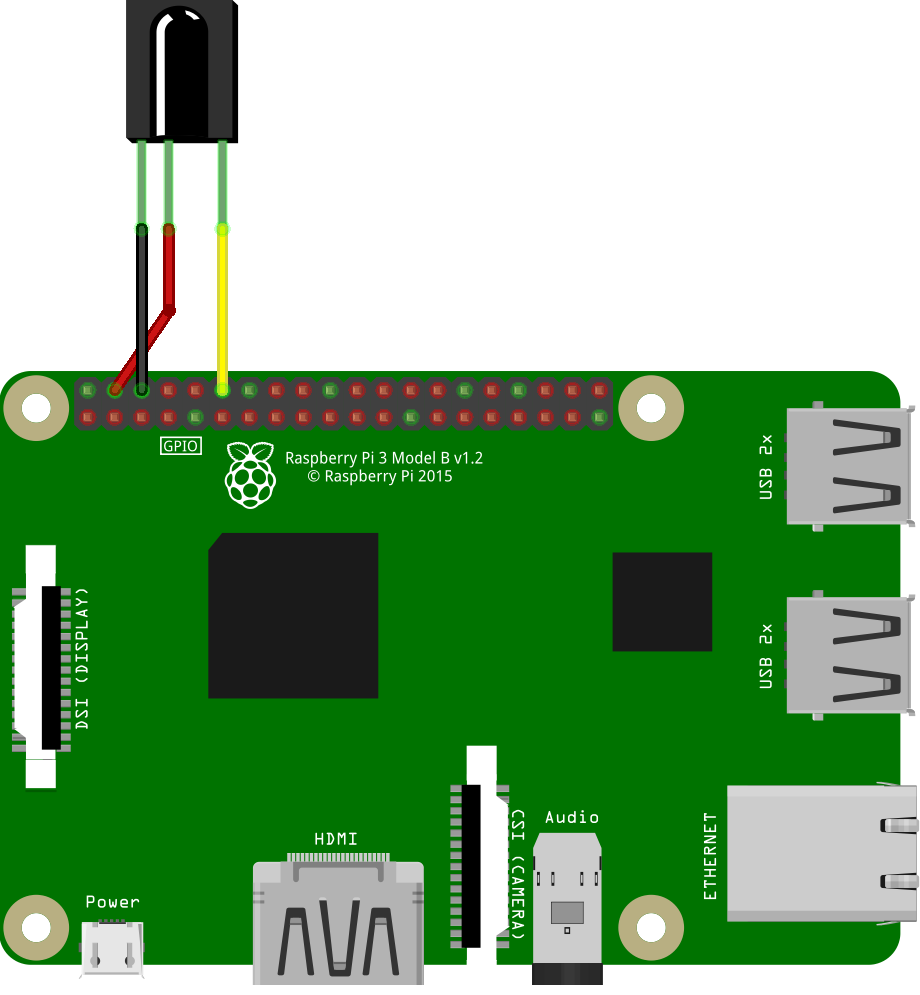 GPIO
Raspberry Pi 3 Model B v1.2
© Raspberry Pi 2015
USB 2x
DSI (DISPLAY)
USB 2x
CSI (CAMERA)
Audio
ETHERNET
HDMI
Power